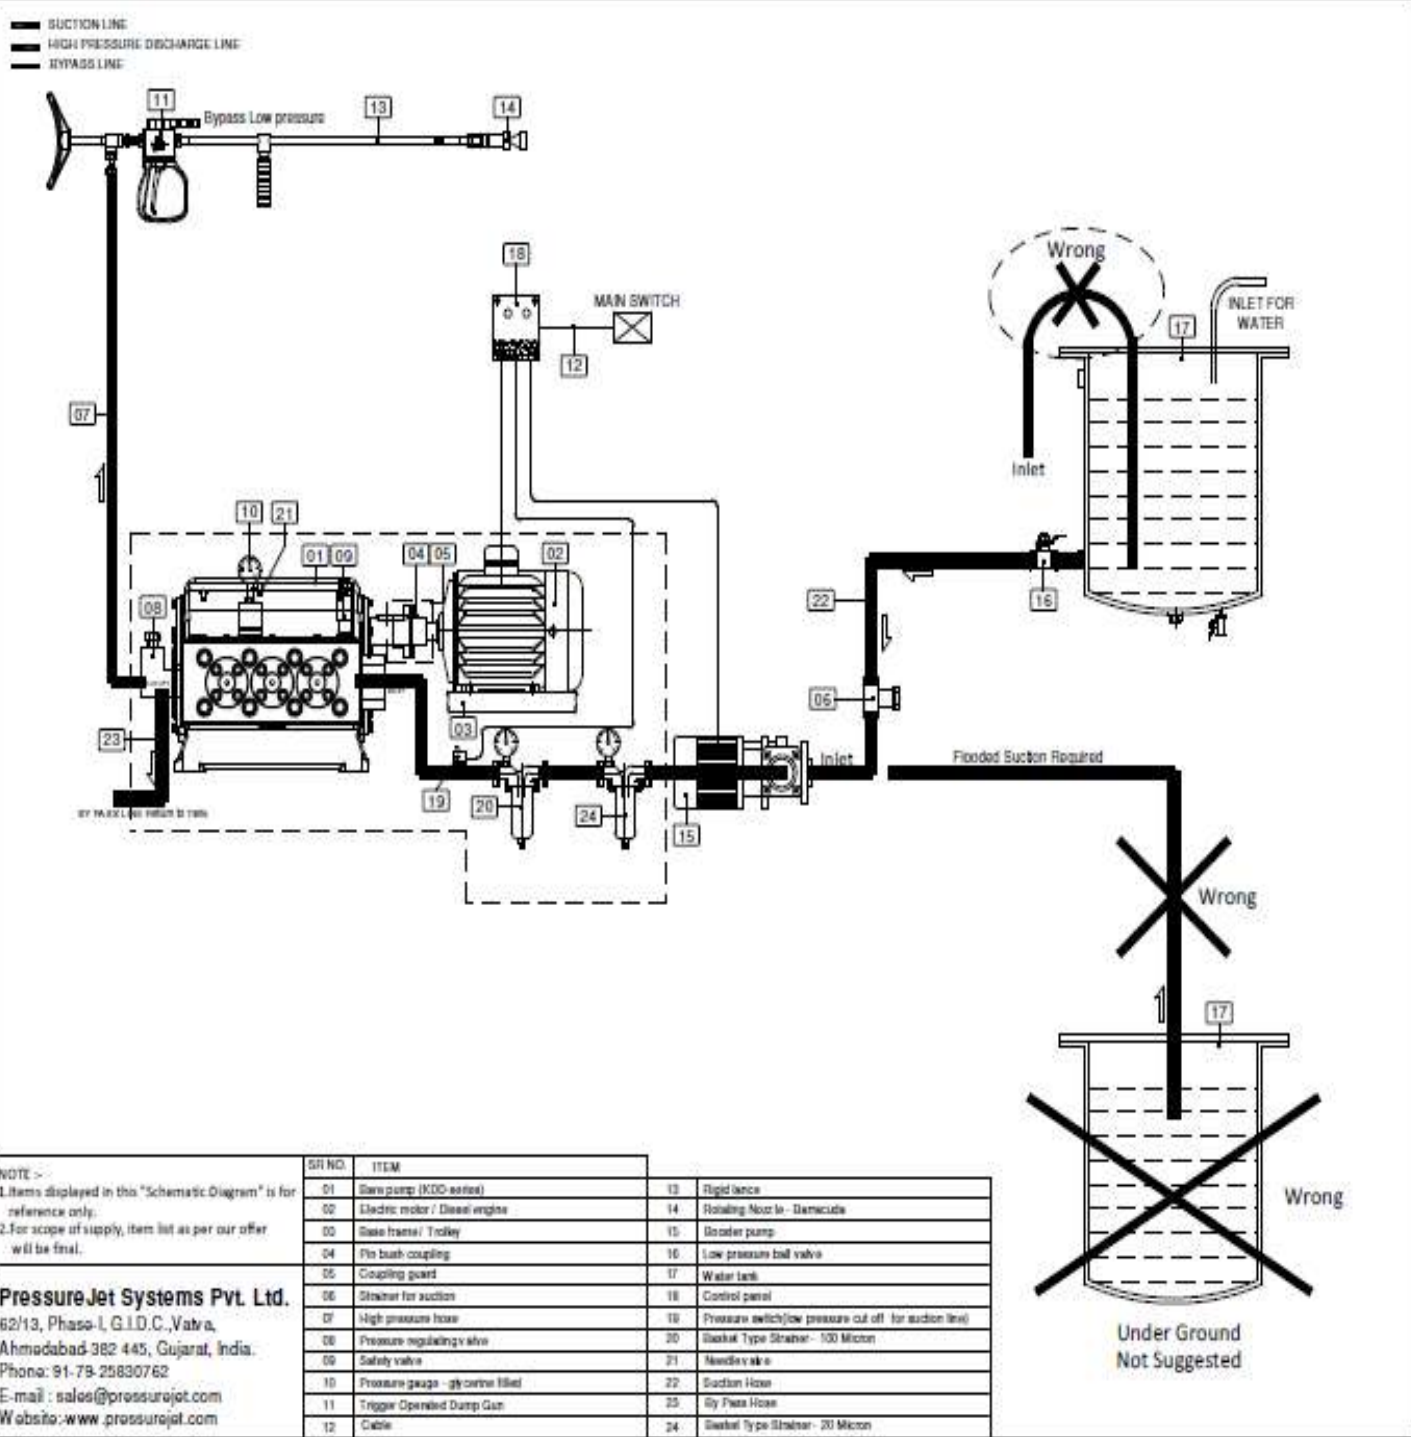 SUCTION LINE
HIGH PRESSURE DISCHARGE LINE
BYPASS LINE
11
Bypass Low pressure
13
14
18
MAIN SWITCH
12
Wrong
17
INLET FOR
WATER
07
Inlet
10
21
01
09
04
05
02
08
22
16
06
03
23
Inlet
Flooded Suction Required
19
20
24
15
Wrong
17
Wrong
Under Ground
Not Suggested
NOTE :-
1.Items displayed in this "Schematic Diagram" is for
reference only.
2.For scope of supply, item list as per our offer
will be final.
PressureJet Systems Pvt. Ltd.
62/13, Phase-I, G.I.D.C.,Vatva,
Ahmedabad-382 445, Gujarat, India.
Phone: 91-79-25830762
E-mail : sales@pressurejet.com
Website:-www.pressurejet.com
SR NO. ITEM
01 Bare pump (KDD-series)
02 Electric motor / Diesel engine
03 Base frame / Trolley
04 Pin bush coupling
05 Coupling guard
06 Strainer for suction
07 High pressure hose
08 Pressure regulating valve
09 Safety valve
10 Pressure gauge - glycerine filled
11 Trigger Operated Dump Gun
12 Cable
13 Rigid lance
14 Rotating Nozzle - Barracuda
15 Booster pump
16 Low pressure ball valve
17 Water tank
18 Control panel
19 Pressure switch(low pressure cut off for suction line)
20 Basket Type Strainer - 100 Micron
21 Needle valve
22 Suction Hose
23 By Pass Hose
24 Basket Type Strainer - 20 Micron